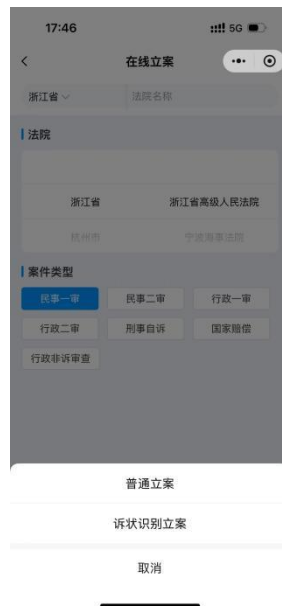 17:46 5G
在线立案
浙江省 法院名称
法院
浙江省 浙江省高级人民法院
杭州市 宁波海事法院
案件类型
民事一审 民事二审 行政一审
行政二审 刑事自诉 国家赔偿
行政非诉审查
普通立案
诉状识别立案
取消